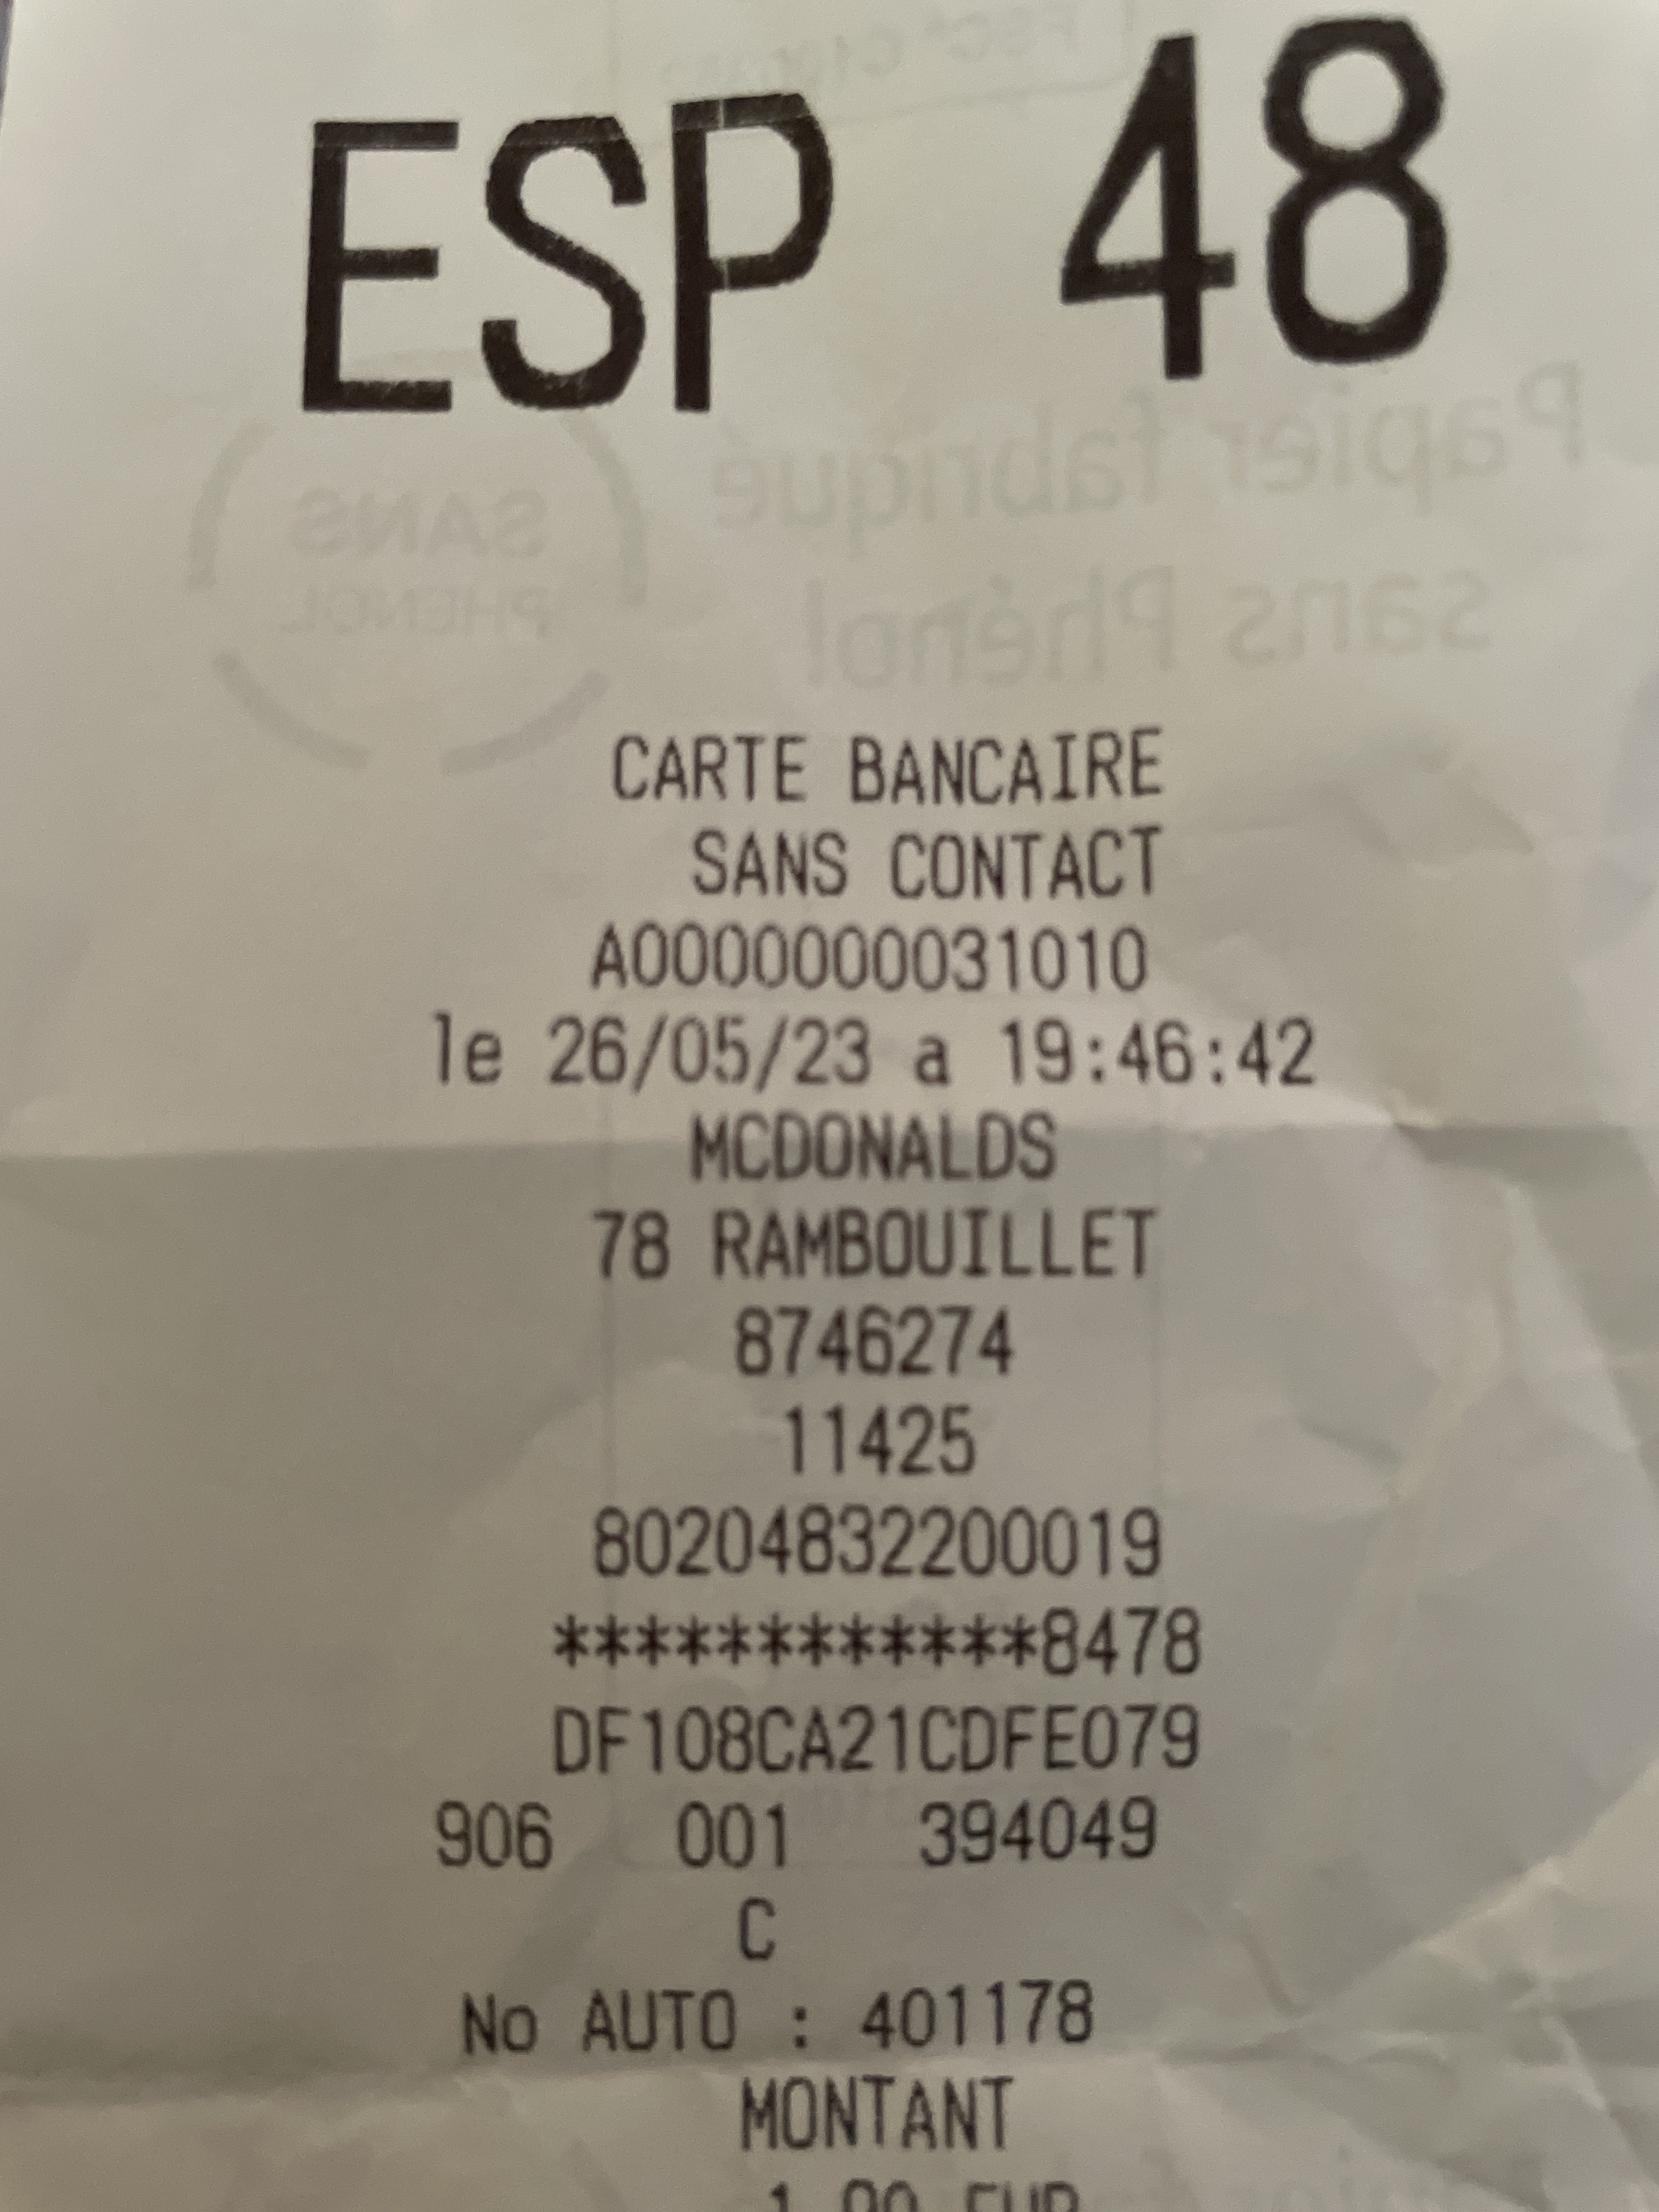 ESP 48
CARTE BANCAIRE
SANS CONTACT
A0000000031010
le 26/05/23 a 19:46:42
MCDONALDS
78 RAMBOUILLET
8746274
11425
80204832200019
************8478
DF108CA21CDFE079
906 001 394049
C
No AUTO : 401178
MONTANT
EUR
Papier fabriqué
sans Phénol
SANS
PHENOL